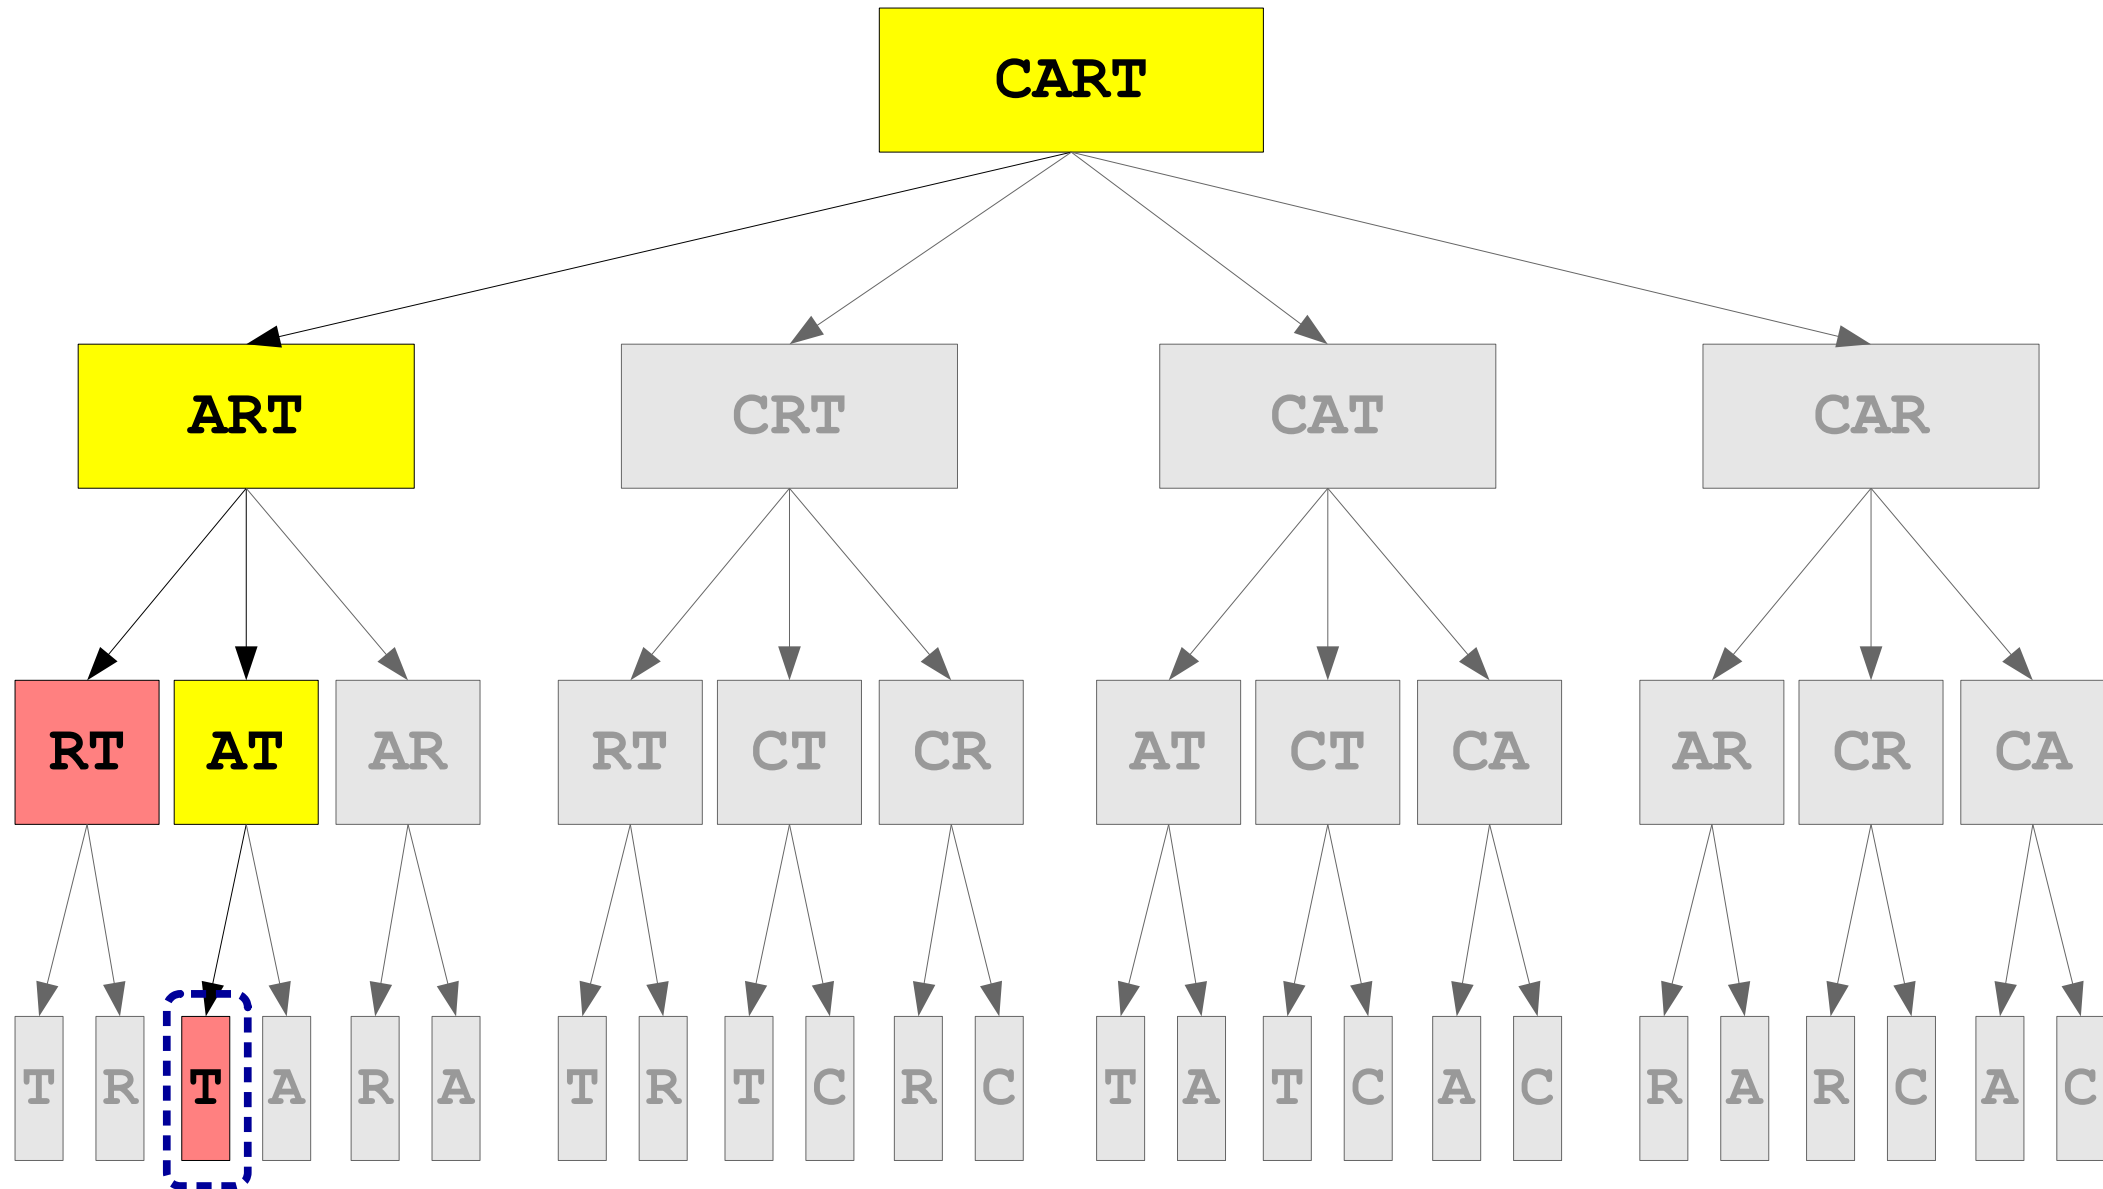 CART
ART CRT CAT CAR
RT AT AR RT CT CR AT CT CA AR CR CA
T R T A R A T R T C R C T A T C A C R A R C A C